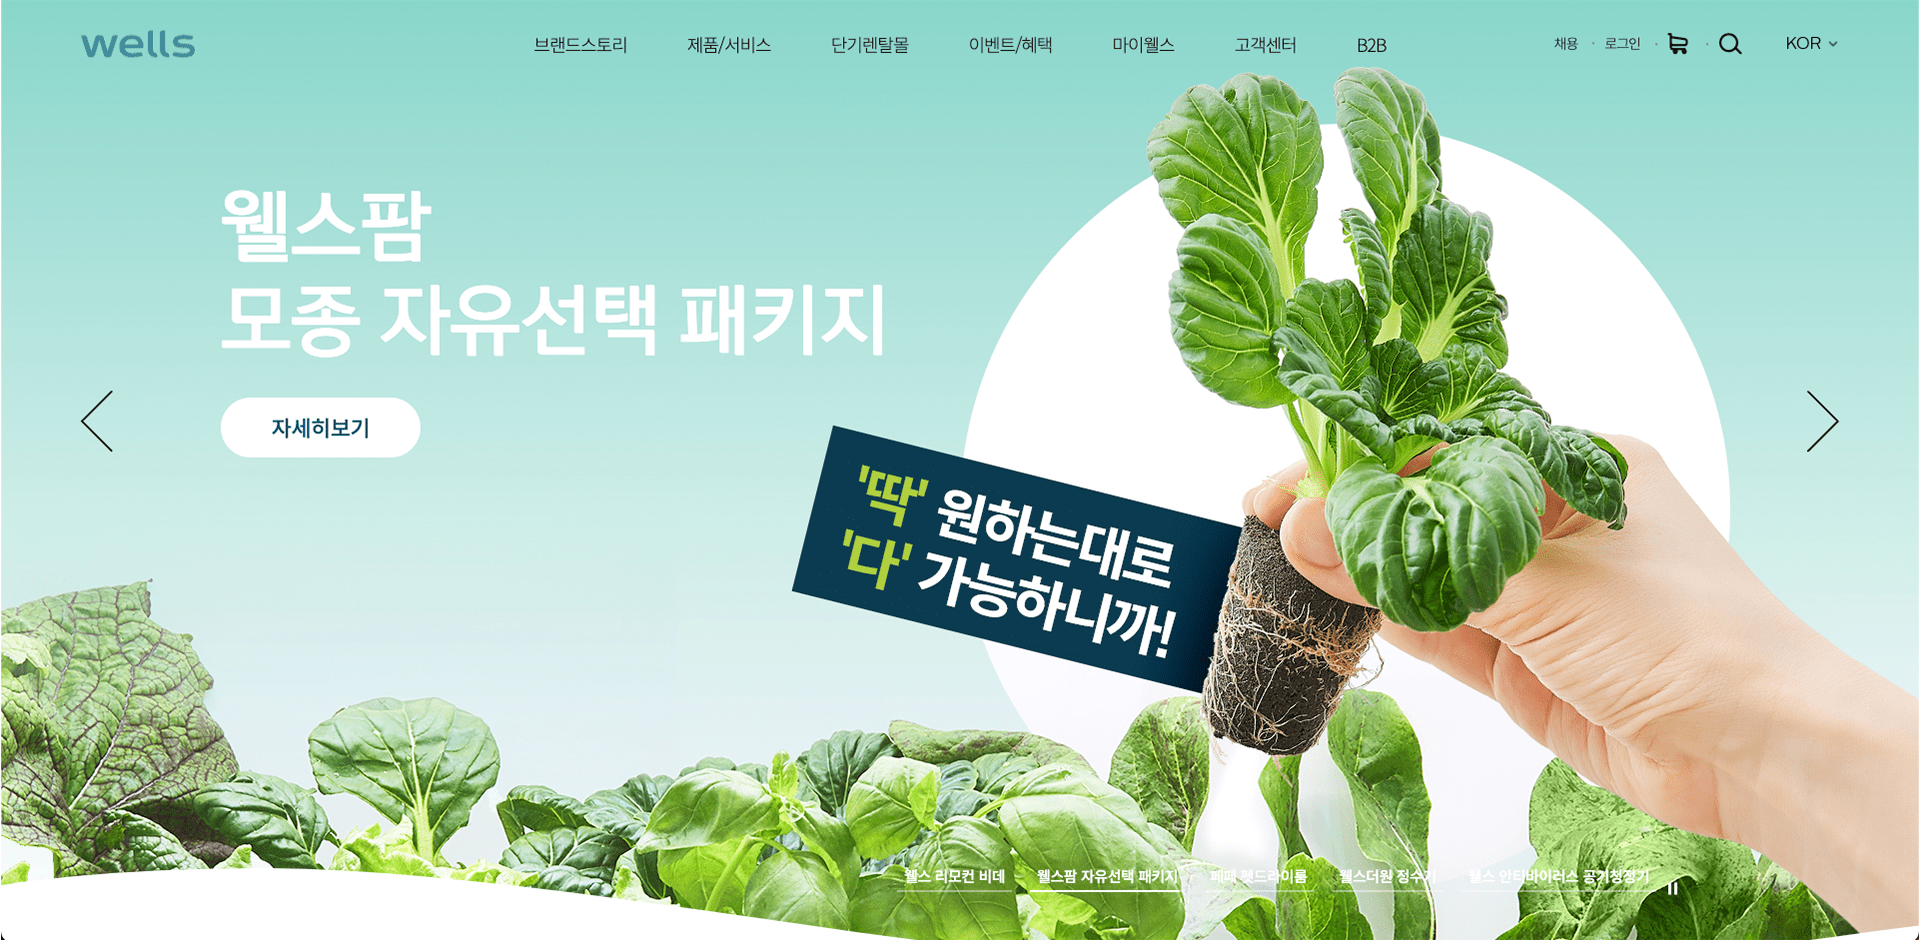 wells
브랜드스토리
제품/서비스
단기렌탈몰
이벤트/혜택
마이웰스
고객센터
B2B
채용
로그인
KOR
웰스팜
모종 자유선택 패키지
자세히보기
'딱' 원하는대로
'다' 가능하니까!
웰스 리모컨 비데
웰스팜 자유선택 패키지
페페 펫드라이룸
웰스더원 정수기
웰스 안티바이러스 공기청정기